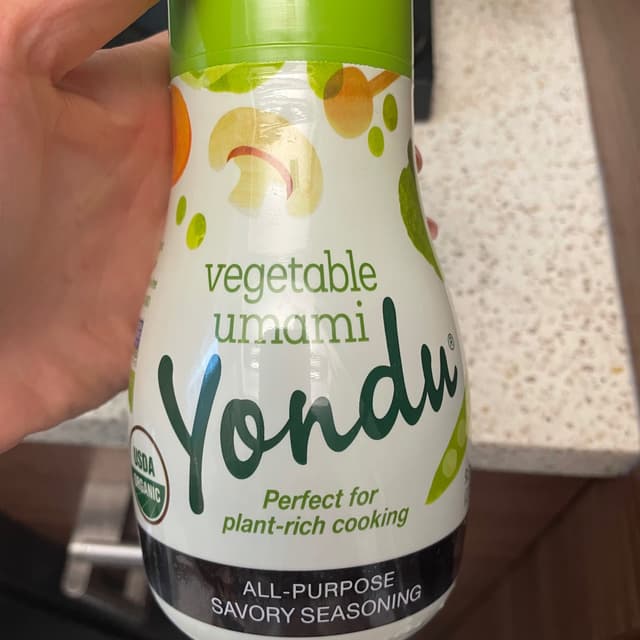 vegetable
umami
Yondu®
USDA
ORGANIC
Perfect for
plant-rich cooking
ALL-PURPOSE
SAVORY SEASONING